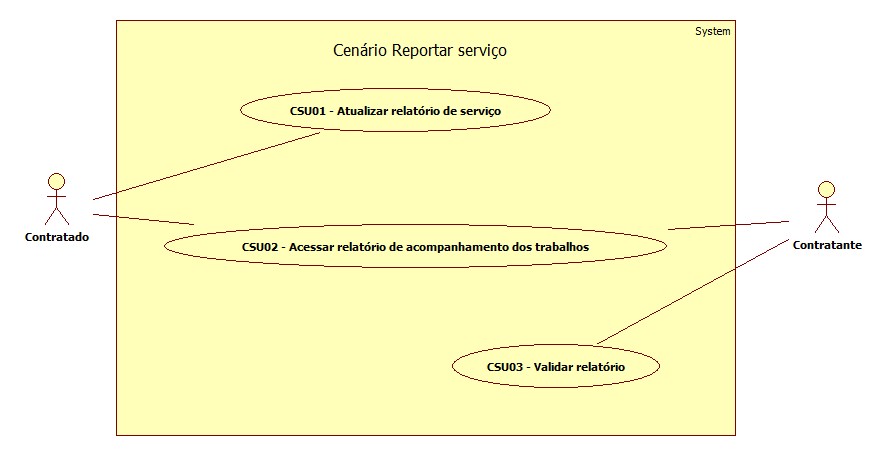 System
Cenário Reportar serviço
CSU01 - Atualizar relatório de serviço
Contratado
CSU02 - Acessar relatório de acompanhamento dos trabalhos
Contratante
CSU03 - Validar relatório